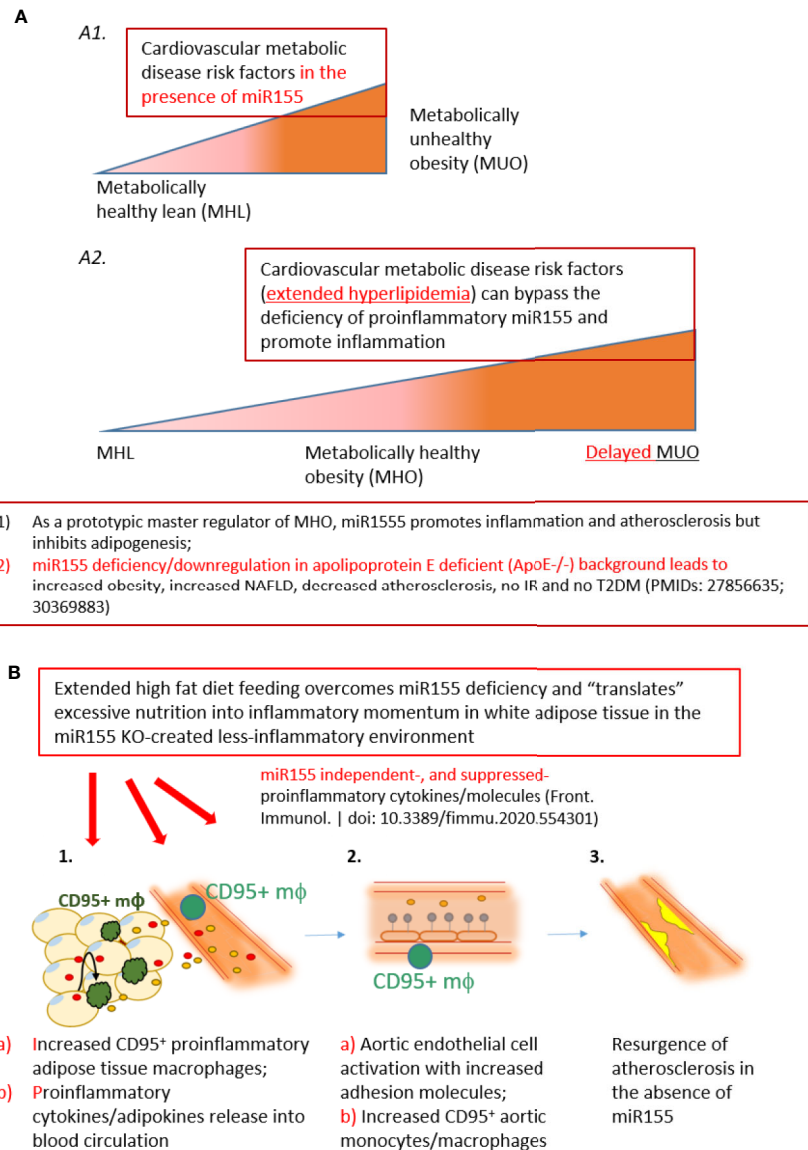 A
A1.
Cardiovascular metabolic
disease risk factors in the
presence of miR155
Metabolically
unhealthy
obesity (MUO)
Metabolically
healthy lean (MHL)
A2.
Cardiovascular metabolic disease risk factors
(extended hyperlipidemia) can bypass the
deficiency of proinflammatory miR155 and
promote inflammation
MHL
Metabolically healthy
obesity (MHO)
Delayed MUO
1) As a prototypic master regulator of MHO, miR1555 promotes inflammation and atherosclerosis but
inhibits adipogenesis;
2) miR155 deficiency/downregulation in apolipoprotein E deficient (ApoE-/-) background leads to
increased obesity, increased NAFLD, decreased atherosclerosis, no IR and no T2DM (PMIDs: 27856635;
30369883)
B
Extended high fat diet feeding overcomes miR155 deficiency and “translates”
excessive nutrition into inflammatory momentum in white adipose tissue in the
miR155 KO-created less-inflammatory environment
miR155 independent-, and suppressed-
proinflammatory cytokines/molecules (Front.
Immunol. | doi: 10.3389/fimmu.2020.554301)
1.
CD95+ mϕ
CD95+ mϕ
2.
CD95+ mϕ
3.
a) Increased CD95⁺ proinflammatory
adipose tissue macrophages;
b) Proinflammatory
cytokines/adipokines release into
blood circulation
a) Aortic endothelial cell
activation with increased
adhesion molecules;
b) Increased CD95⁺ aortic
monocytes/macrophages
Resurgence of
atherosclerosis in
the absence of
miR155